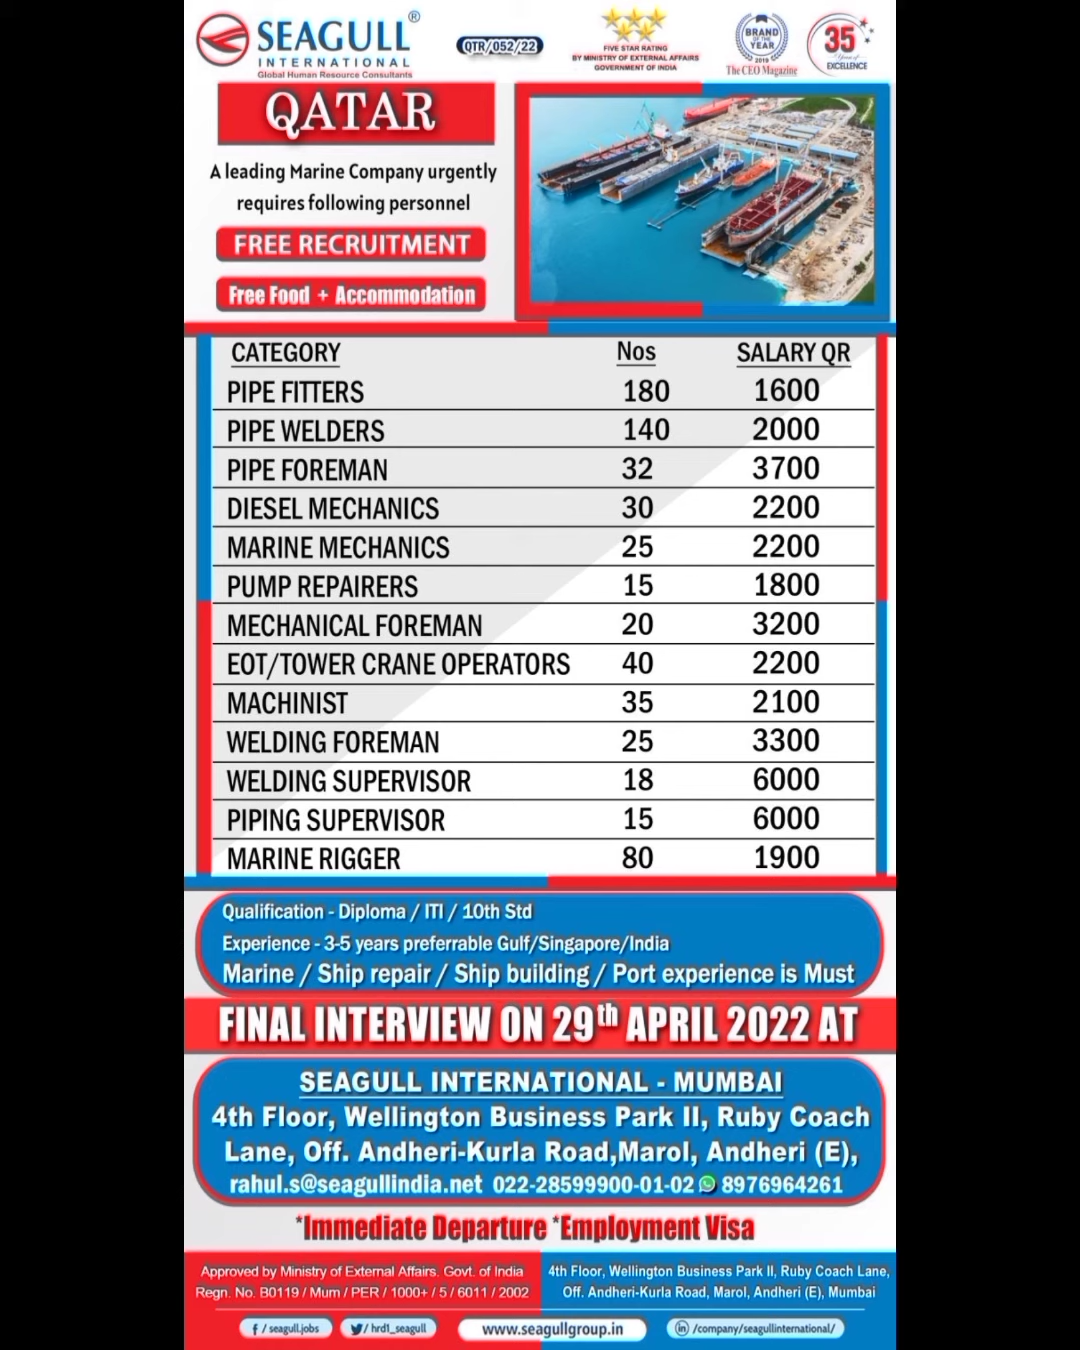 SEAGULL®
INTERNATIONAL
Global Human Resource Consultants
QTR/052/22
FIVE STAR RATING
BY MINISTRY OF EXTERNAL AFFAIRS
GOVERNMENT OF INDIA
BRAND
OF THE
YEAR
2019
The CEO Magazine
35
Years of
EXCELLENCE
QATAR
A leading Marine Company urgently
requires following personnel
FREE RECRUITMENT
Free Food + Accommodation
CATEGORY Nos SALARY QR
PIPE FITTERS 180 1600
PIPE WELDERS 140 2000
PIPE FOREMAN 32 3700
DIESEL MECHANICS 30 2200
MARINE MECHANICS 25 2200
PUMP REPAIRERS 15 1800
MECHANICAL FOREMAN 20 3200
EOT/TOWER CRANE OPERATORS 40 2200
MACHINIST 35 2100
WELDING FOREMAN 25 3300
WELDING SUPERVISOR 18 6000
PIPING SUPERVISOR 15 6000
MARINE RIGGER 80 1900
Qualification - Diploma / ITI / 10th Std
Experience - 3-5 years preferrable Gulf/Singapore/India
Marine / Ship repair / Ship building / Port experience is Must
FINAL INTERVIEW ON 29th APRIL 2022 AT
SEAGULL INTERNATIONAL - MUMBAI
4th Floor, Wellington Business Park II, Ruby Coach
Lane, Off. Andheri-Kurla Road,Marol, Andheri (E),
rahul.s@seagullindia.net 022-28599900-01-02 8976964261
*Immediate Departure *Employment Visa
Approved by Ministry of External Affairs. Govt. of India
Regn. No. B0119 / Mum / PER / 1000+ / 5 / 6011 / 2002
4th Floor, Wellington Business Park II, Ruby Coach Lane,
Off. Andheri-Kurla Road, Marol, Andheri (E), Mumbai
f / seagull.jobs
/ hrd1_seagull
www.seagullgroup.in
in /company/seagullinternational/